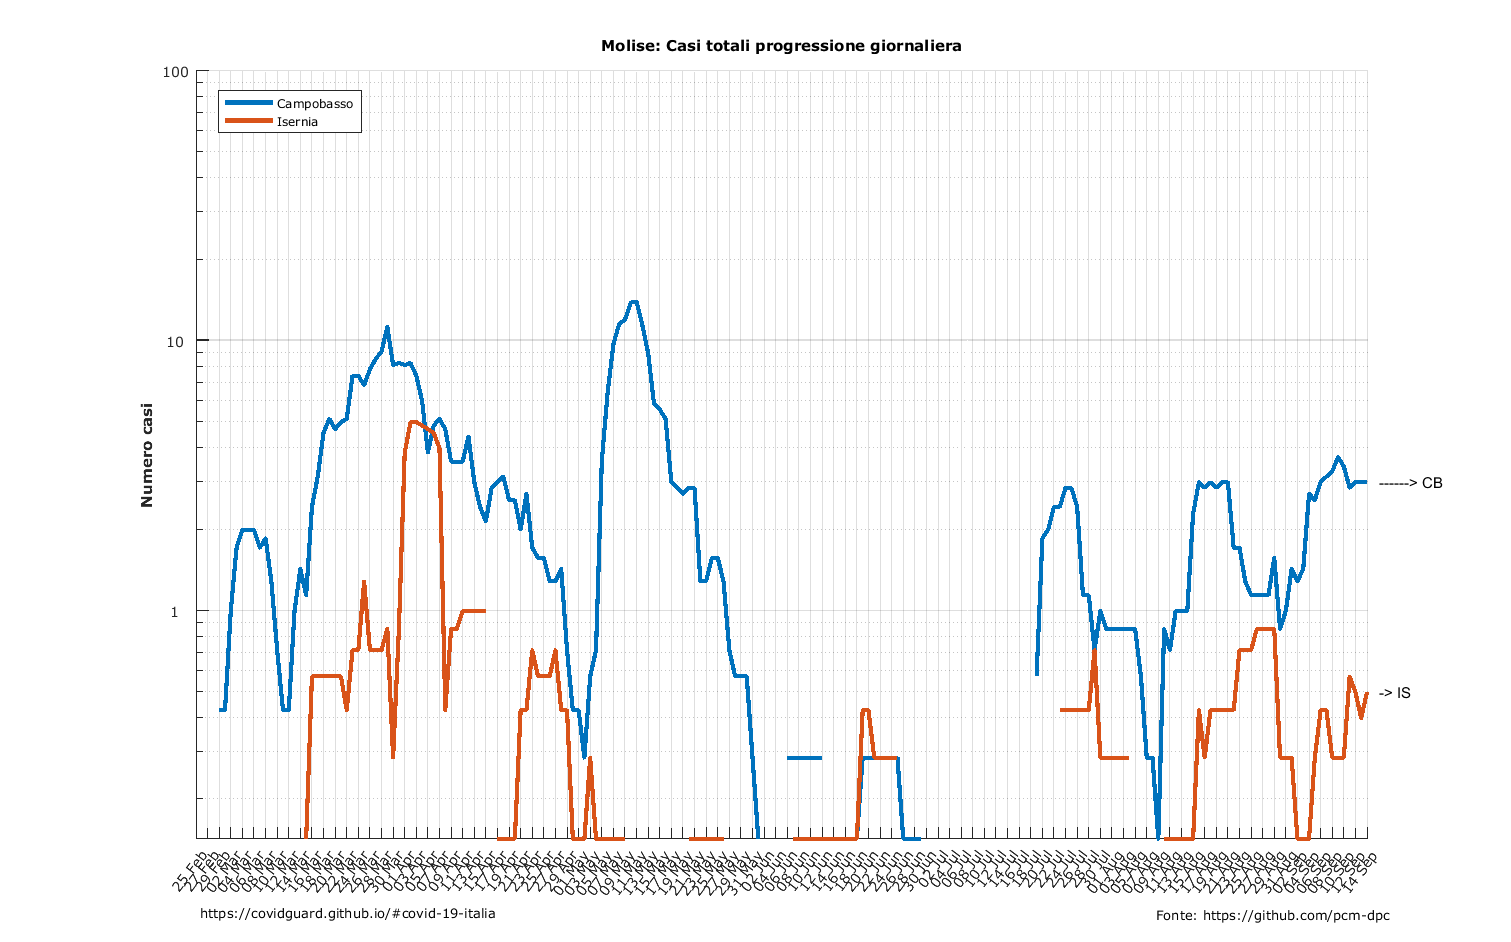 Molise: Casi totali progressione giornaliera
100
10
1
Numero casi
Campobasso
Isernia
------> CB
-> IS
25 Feb
27 Feb
29 Feb
02 Mar
04 Mar
06 Mar
08 Mar
10 Mar
12 Mar
14 Mar
16 Mar
18 Mar
20 Mar
22 Mar
24 Mar
26 Mar
28 Mar
30 Mar
01 Apr
03 Apr
05 Apr
07 Apr
09 Apr
11 Apr
13 Apr
15 Apr
17 Apr
19 Apr
21 Apr
23 Apr
25 Apr
27 Apr
29 Apr
01 May
03 May
05 May
07 May
09 May
11 May
13 May
15 May
17 May
19 May
21 May
23 May
25 May
27 May
29 May
31 May
02 Jun
04 Jun
06 Jun
08 Jun
10 Jun
12 Jun
14 Jun
16 Jun
18 Jun
20 Jun
22 Jun
24 Jun
26 Jun
28 Jun
30 Jun
02 Jul
04 Jul
06 Jul
08 Jul
10 Jul
12 Jul
14 Jul
16 Jul
18 Jul
20 Jul
22 Jul
24 Jul
26 Jul
28 Jul
30 Jul
01 Aug
03 Aug
05 Aug
07 Aug
09 Aug
11 Aug
13 Aug
15 Aug
17 Aug
19 Aug
21 Aug
23 Aug
25 Aug
27 Aug
29 Aug
31 Aug
02 Sep
04 Sep
06 Sep
08 Sep
10 Sep
12 Sep
14 Sep
https://covidguard.github.io/#covid-19-italia
Fonte: https://github.com/pcm-dpc